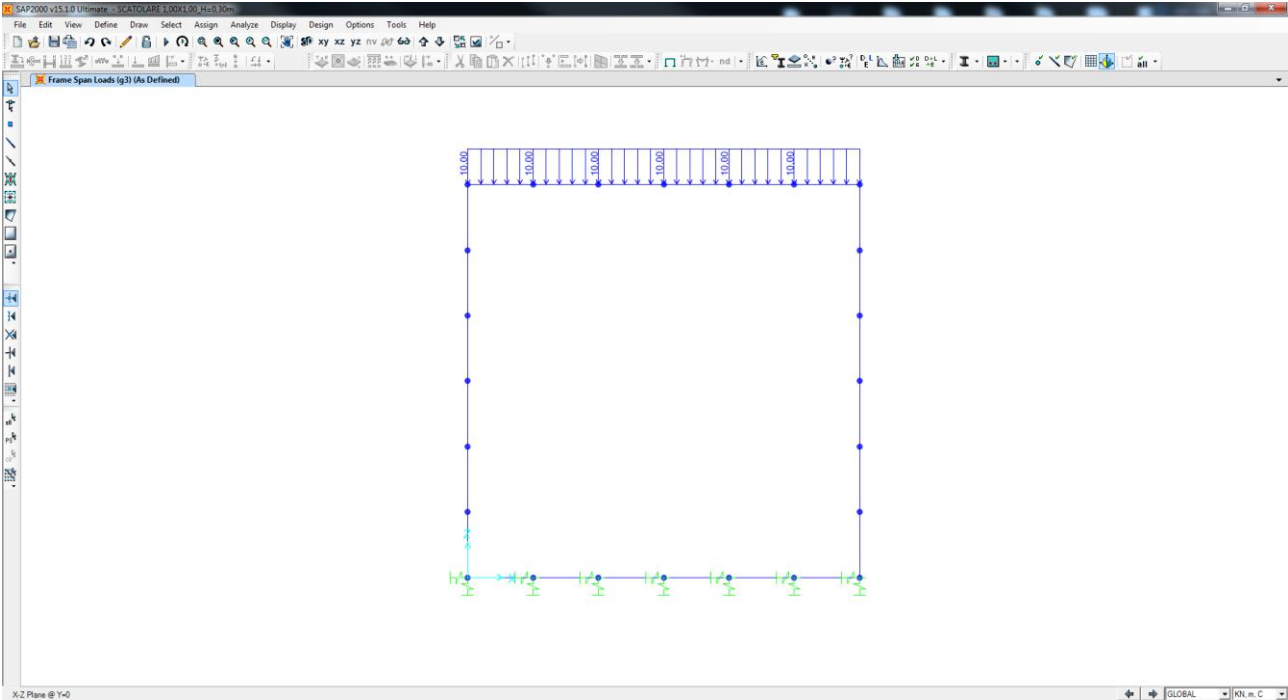 SAP2000 v15.1.0 Ultimate - SCATOLARE 1,00X1,00_H=0,30m
File Edit View Define Draw Select Assign Analyze Display Design Options Tools Help
xy xz yz nv
nd
Frame Span Loads (g3) (As Defined)
10.00 10.00 10.00 10.00 10.00 10.00
Z
X
X-Z Plane @ Y=0
GLOBAL
KN, m, C